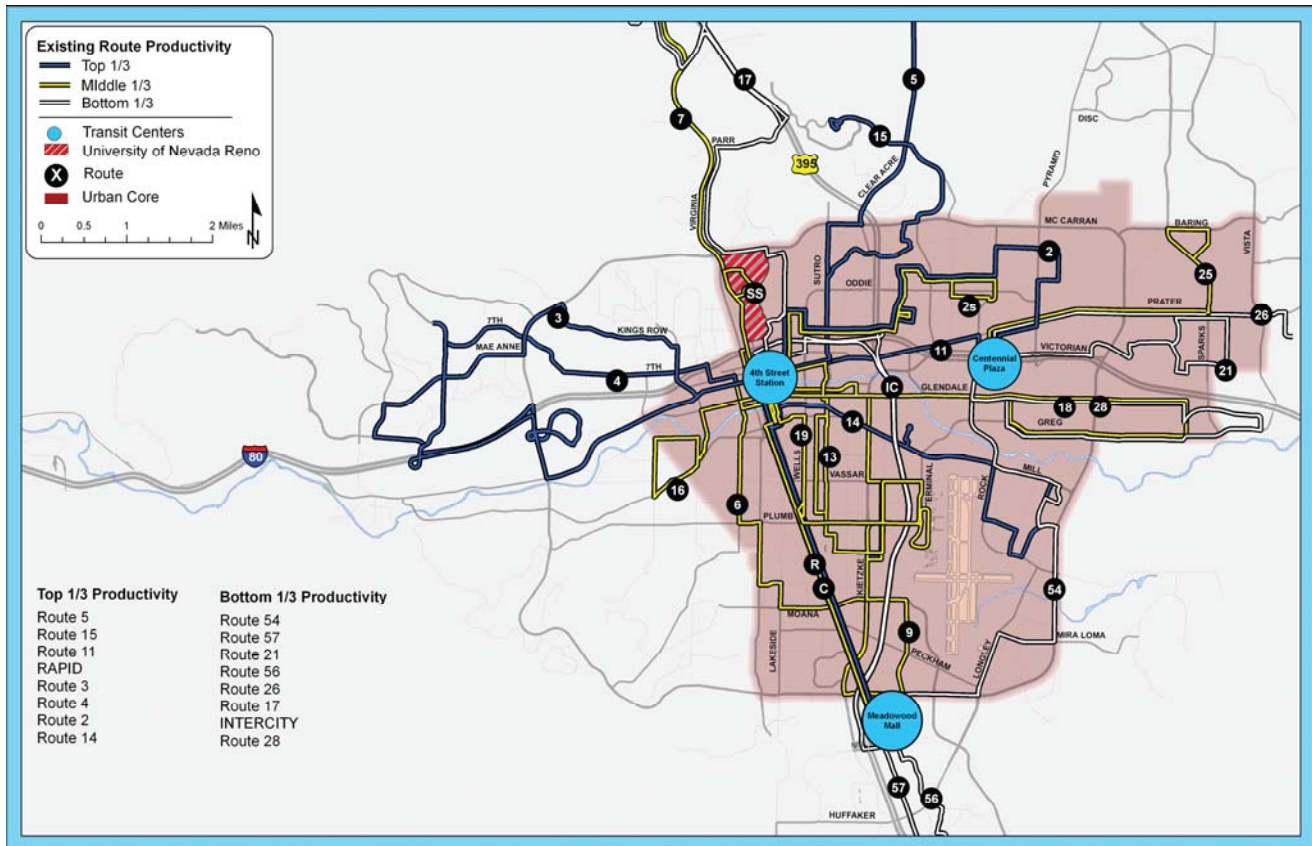 Existing Route Productivity
Top 1/3
MIddle 1/3
Bottom 1/3
Transit Centers
University of Nevada Reno
X Route
Urban Core
0 0.5 1 2 Miles
N
17
5
7
15
PARR
395
DISC
CLEAR ACRE
PYRAMID
VIRGINIA
MC CARRAN
BARING
VISTA
SUTRO
2
SS
ODDIE
25
2s
3
7TH
KINGS ROW
PRATER
26
MAE ANNE
11
VICTORIAN
SPARKS
4th Street
Station
Centennial
Plaza
7TH
4
21
IC
GLENDALE
18
28
14
GREG
19
13
80
WELLS
VASSAR
TERMINAL
ROCK
MILL
16
6
PLUMB
R
C
KIETZKE
54
MOANA
9
MIRA LOMA
LAKESIDE
PECKHAM
LONGLEY
Meadowood
Mall
57
56
HUFFAKER
Top 1/3 Productivity
Route 5
Route 15
Route 11
RAPID
Route 3
Route 4
Route 2
Route 14
Bottom 1/3 Productivity
Route 54
Route 57
Route 21
Route 56
Route 26
Route 17
INTERCITY
Route 28